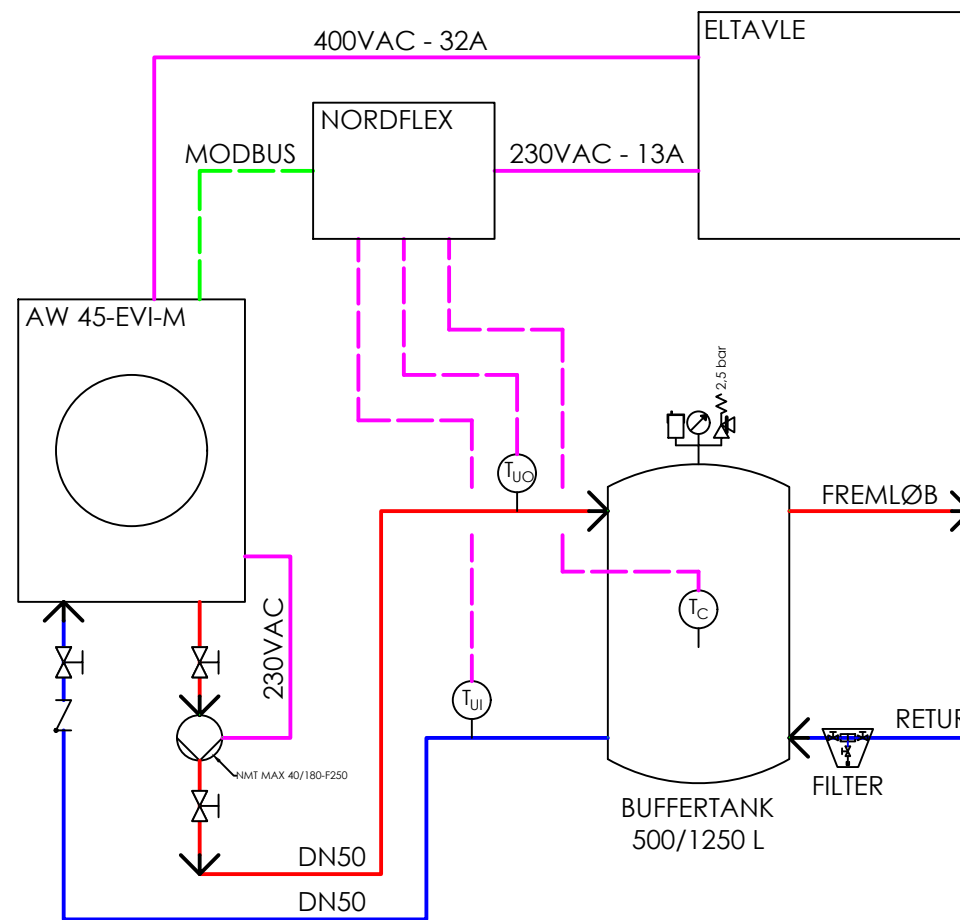 ELTAVLE
400VAC - 32A
NORDFLEX
MODBUS
230VAC - 13A
AW 45-EVI-M
2,5 bar
TUO
FREMLØB
230VAC
TC
TUI
RETUR
NMT MAX 40/180-F250
FILTER
BUFFERTANK
500/1250 L
DN50
DN50